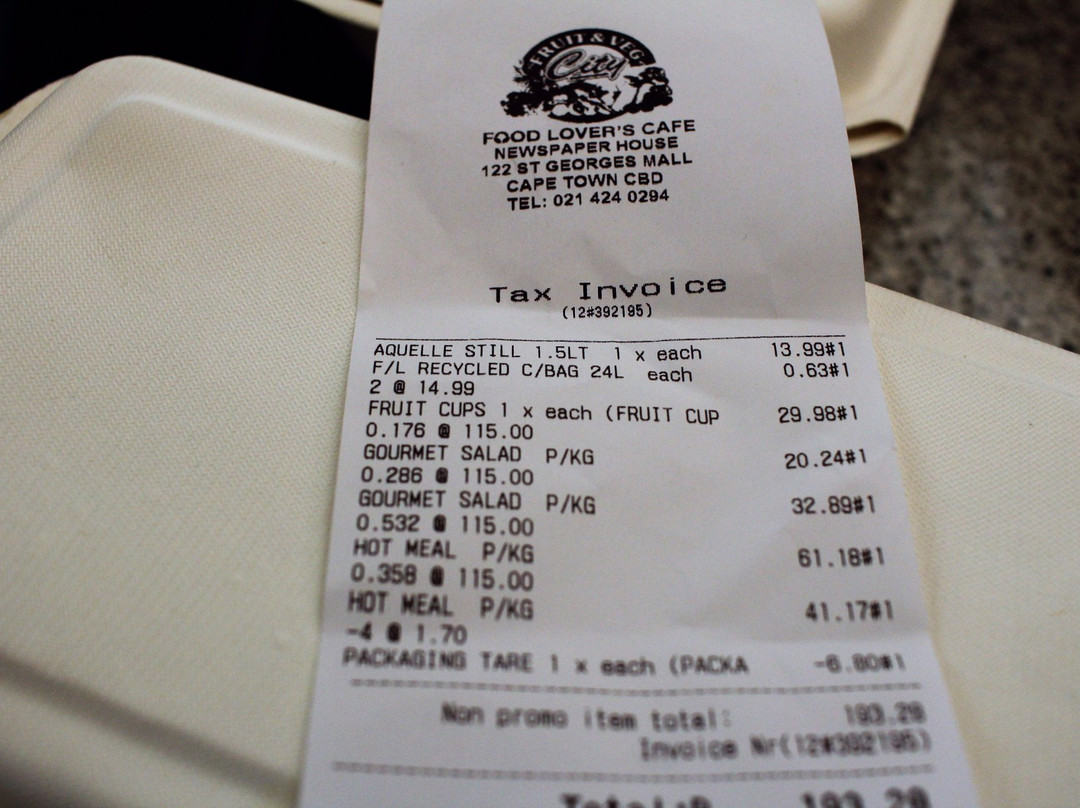 FRUIT & VEG
City
FOOD LOVER'S CAFE
NEWSPAPER HOUSE
122 ST GEORGES MALL
CAPE TOWN CBD
TEL: 021 424 0294
Tax Invoice
(12#392195)
AQUELLE STILL 1.5LT 1 x each 13.99#1
F/L RECYCLED C/BAG 24L each 0.63#1
2 @ 14.99
FRUIT CUPS 1 x each (FRUIT CUP 29.98#1
0.176 @ 115.00
GOURMET SALAD P/KG 20.24#1
0.286 @ 115.00
GOURMET SALAD P/KG 32.89#1
0.532 @ 115.00
HOT MEAL P/KG 61.18#1
0.358 @ 115.00
HOT MEAL P/KG 41.17#1
-4 @ 1.70
PACKAGING TARE 1 x each (PACKA -6.80#1
Non promo item total: 193.28
Invoice Nr(12#392195)
Total: 193.28